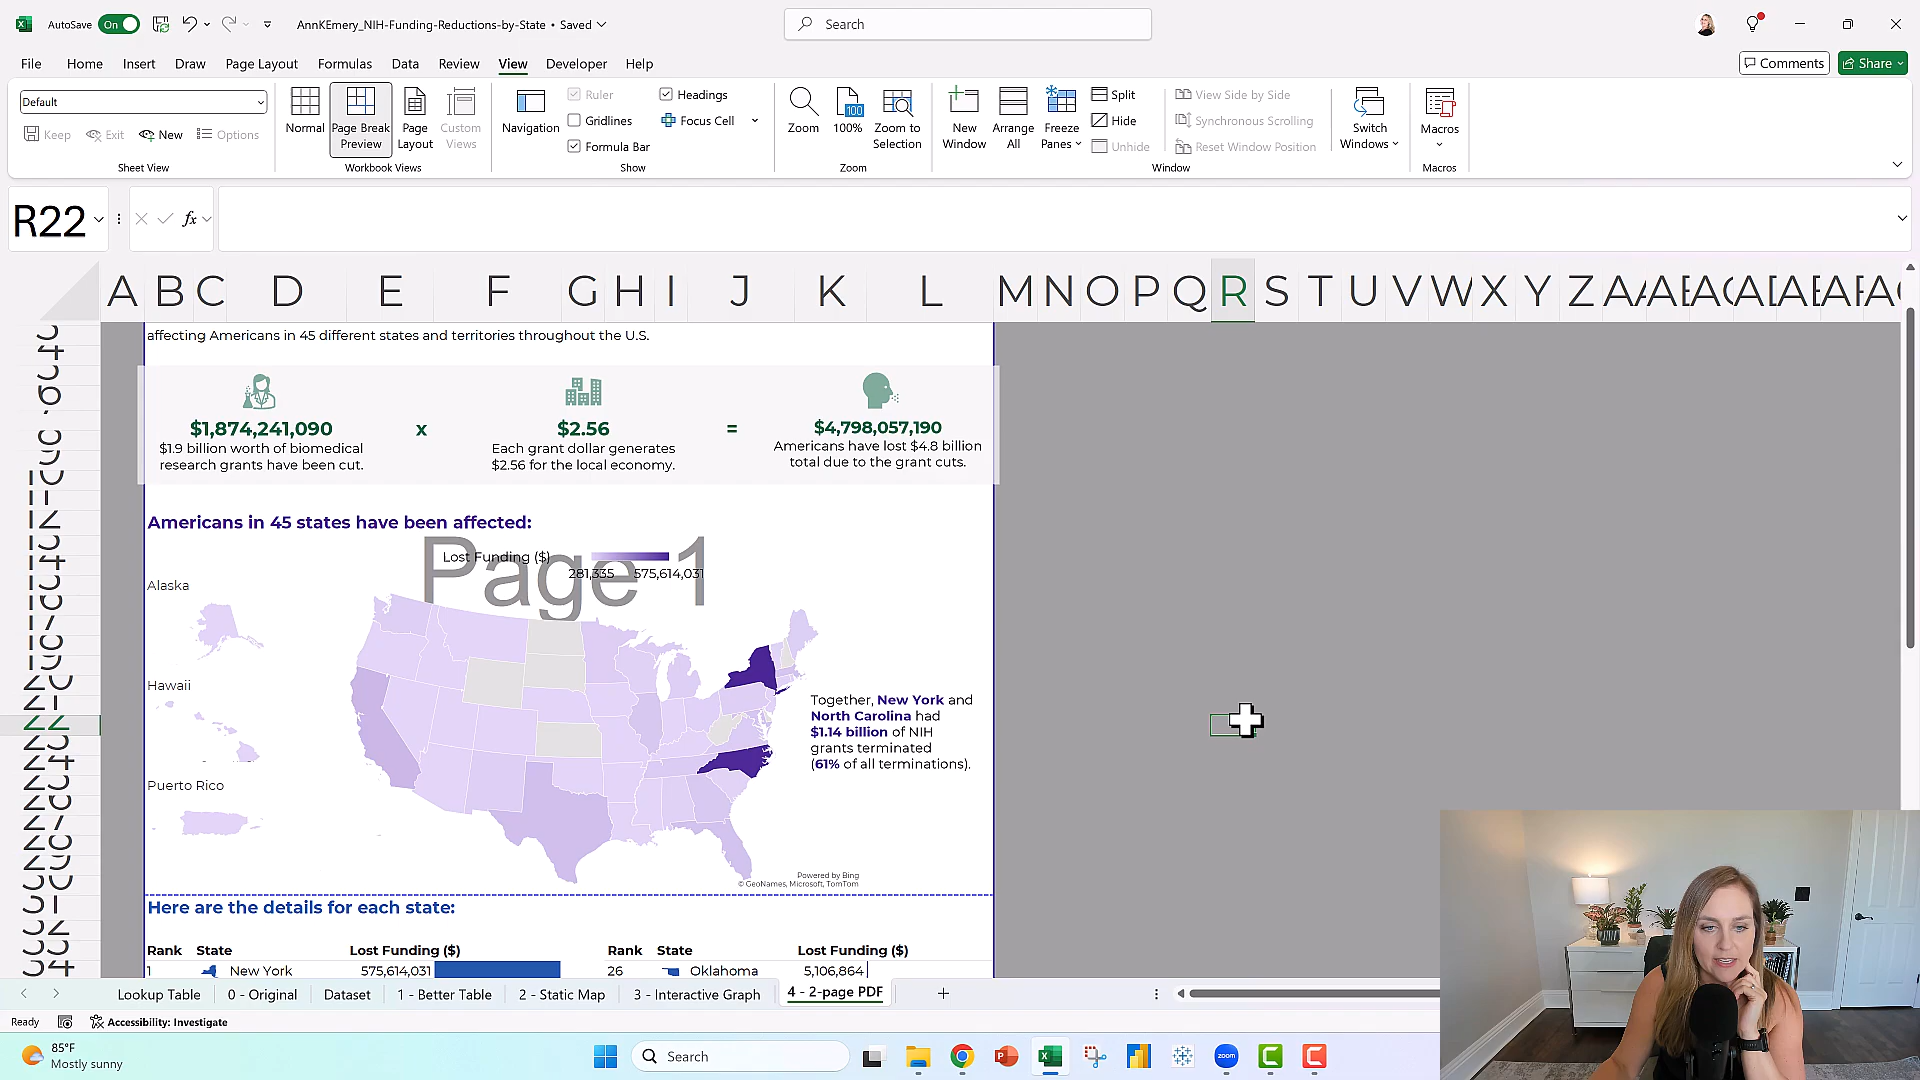 AutoSave On AnnKEmery_NIH-Funding-Reductions-by-State • Saved Search
File Home Insert Draw Page Layout Formulas Data Review View Developer Help Comments Share
Default
Keep Exit New Options
Sheet View
Normal Page Break Preview Page Layout Custom Views
Workbook Views
Navigation
Ruler Headings
Gridlines Focus Cell
Formula Bar
Show
Zoom 100% Zoom to Selection
Zoom
New Window Arrange All Freeze Panes
Split
Hide
Unhide
View Side by Side
Synchronous Scrolling
Reset Window Position
Window
Switch Windows
Macros
Macros
R22 fx
A B C D E F G H I J K L M N O P Q R S T U V W X Y Z
affecting Americans in 45 different states and territories throughout the U.S.
$1,874,241,090 x $2.56 = $4,798,057,190
$1.9 billion worth of biomedical
research grants have been cut.
Each grant dollar generates
$2.56 for the local economy.
Americans have lost $4.8 billion
total due to the grant cuts.
Americans in 45 states have been affected:
Page 1
Lost Funding ($)
281,335 575,614,031
Alaska
Hawaii
Puerto Rico
Together, New York and
North Carolina had
$1.14 billion of NIH
grants terminated
(61% of all terminations).
Powered by Bing
© GeoNames, Microsoft, TomTom
Here are the details for each state:
Rank State Lost Funding ($) Rank State Lost Funding ($)
1 New York 575,614,031 26 Oklahoma 5,106,864
Lookup Table 0 - Original Dataset 1 - Better Table 2 - Static Map 3 - Interactive Graph 4 - 2-page PDF
Ready Accessibility: Investigate
85°F
Mostly sunny
Search
zoom